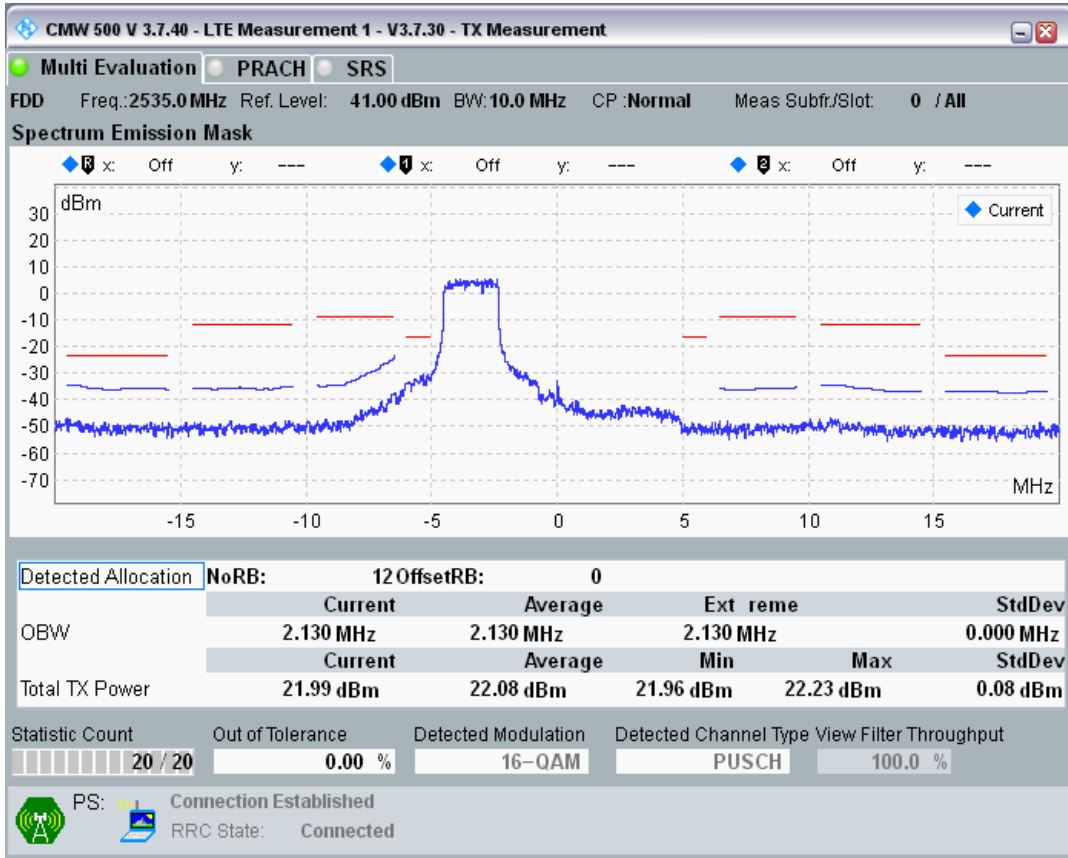 CMW 500 V 3.7.40 - LTE Measurement 1 - V3.7.30 - TX Measurement
Multi Evaluation PRACH SRS
FDD Freq.:2535.0 MHz Ref. Level: 41.00 dBm BW: 10.0 MHz CP :Normal Meas Subfr./Slot: 0 / All
Spectrum Emission Mask
R x: Off y: --- 1 x: Off y: --- 2 x: Off y: ---
dBm
Current
30
20
10
0
-10
-20
-30
-40
-50
-60
-70
MHz
-15 -10 -5 0 5 10 15
Detected Allocation NoRB: 12 OffsetRB: 0
Current Average Ext reme StdDev
OBW 2.130 MHz 2.130 MHz 2.130 MHz 0.000 MHz
Current Average Min Max StdDev
Total TX Power 21.99 dBm 22.08 dBm 21.96 dBm 22.23 dBm 0.08 dBm
Statistic Count Out of Tolerance Detected Modulation Detected Channel Type View Filter Throughput
20 / 20 0.00 % 16-QAM PUSCH 100.0 %
PS: Connection Established
RRC State: Connected